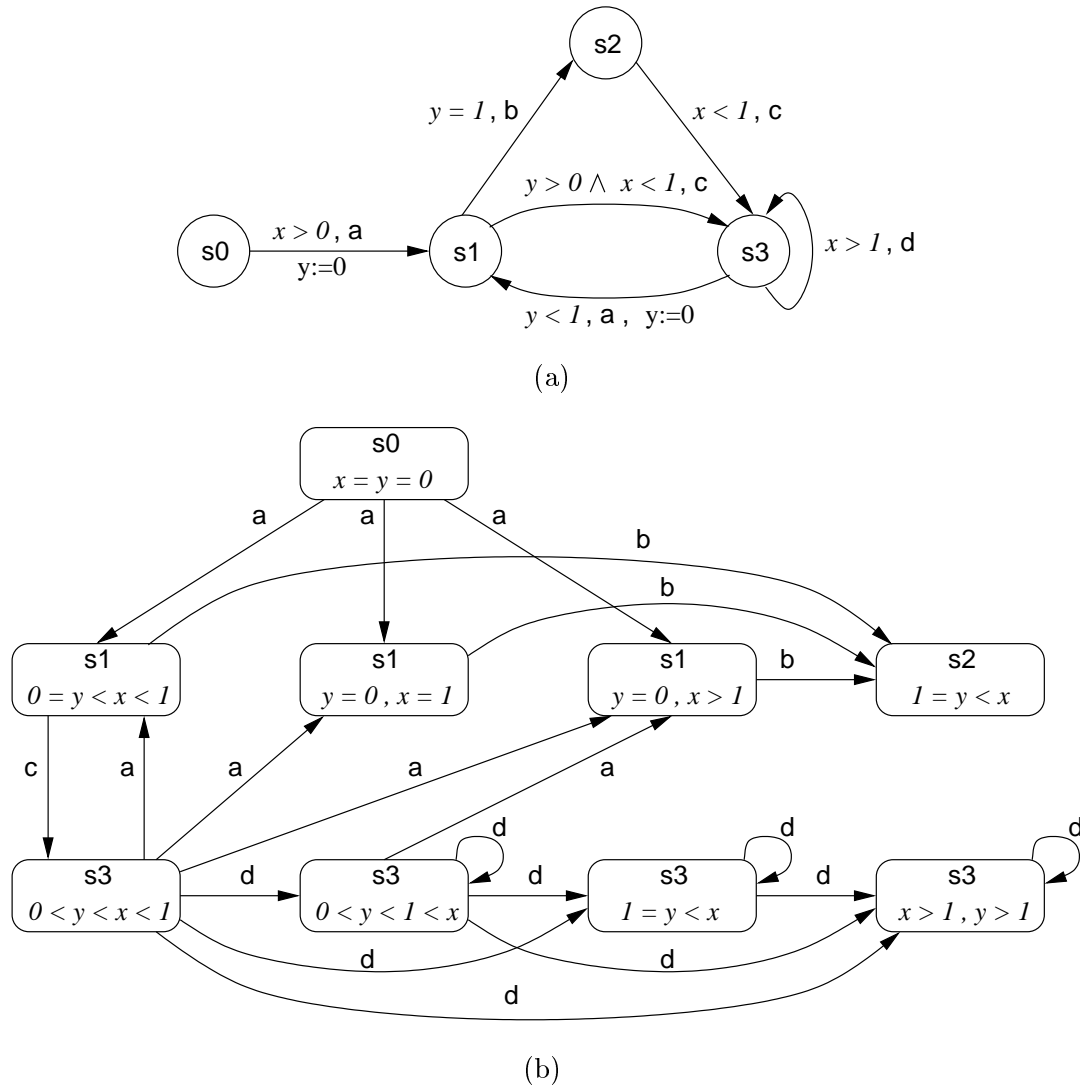 s2
y = 1 , b
x < 1 , c
y > 0 ∧ x < 1 , c
s0
x > 0 , a
y:=0
s1
s3
x > 1 , d
y < 1 , a , y:=0
(a)
s0
x = y = 0
a
a
a
b
b
s1
0 = y < x < 1
s1
y = 0 , x = 1
s1
y = 0 , x > 1
b
s2
1 = y < x
c
a
a
a
a
d
d
d
s3
0 < y < x < 1
d
s3
0 < y < 1 < x
d
s3
1 = y < x
d
s3
x > 1 , y > 1
d
d
d
(b)